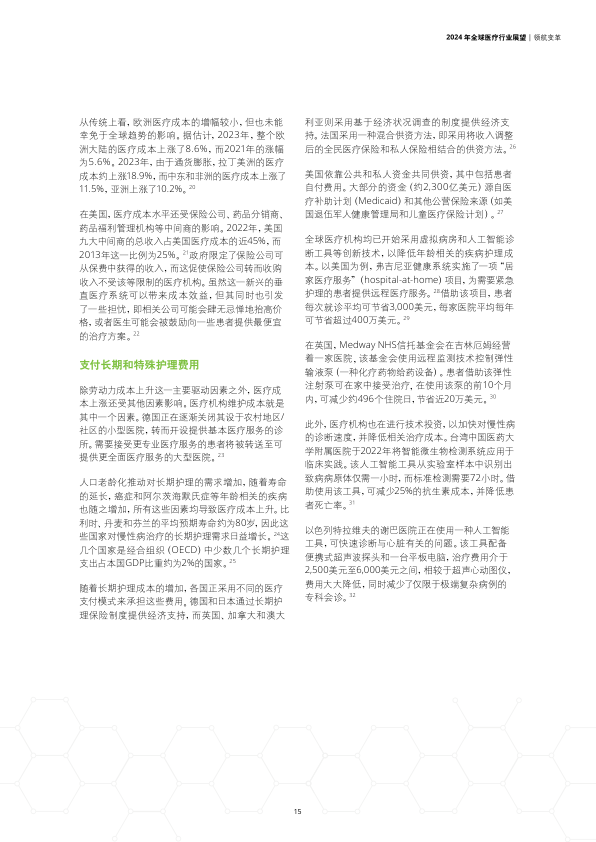 2024 年全球医疗行业展望 | 领航变革
从传统上看，欧洲医疗成本的增幅较小，但也未能
幸免于全球趋势的影响。据估计，2023年，整个欧
洲大陆的医疗成本上涨了8.6%，而2021年的涨幅
为5.6%。2023年，由于通货膨胀，拉丁美洲的医疗
成本约上涨18.9%，而中东和非洲的医疗成本上涨了
11.5%，亚洲上涨了10.2%。20
在美国，医疗成本水平还受保险公司、药品分销商、
药品福利管理机构等中间商的影响。2022年，美国
九大中间商的总收入占美国医疗成本的近45%，而
2013年这一比例为25%。21政府限定了保险公司可
从保费中获得的收入，而这促使保险公司转而收购
收入不受该等限制的医疗机构。虽然这一新兴的垂
直医疗系统可以带来成本效益，但其同时也引发
了一些担忧，即相关公司可能会肆无忌惮地抬高价
格，或者医生可能会被鼓励向一些患者提供最便宜
的治疗方案。22
支付长期和特殊护理费用
除劳动力成本上升这一主要驱动因素之外，医疗成
本上涨还受其他因素影响。医疗机构维护成本就是
其中一个因素。德国正在逐渐关闭其设于农村地区/
社区的小型医院，转而开设提供基本医疗服务的诊
所。需要接受更专业医疗服务的患者将被转送至可
提供更全面医疗服务的大型医院。23
人口老龄化推动对长期护理的需求增加，随着寿命
的延长，癌症和阿尔茨海默氏症等年龄相关的疾病
也随之增加，所有这些因素均导致医疗成本上升。比
利时、丹麦和芬兰的平均预期寿命约为80岁，因此这
些国家对慢性病治疗的长期护理需求日益增长。24这
几个国家是经合组织 (OECD) 中少数几个长期护理
支出占本国GDP比重约为2%的国家。25
随着长期护理成本的增加，各国正采用不同的医疗
支付模式来承担这些费用。德国和日本通过长期护
理保险制度提供经济支持，而英国、加拿大和澳大
利亚则采用基于经济状况调查的制度提供经济支
持。法国采用一种混合供资方法，即采用将收入调整
后的全民医疗保险和私人保险相结合的供资方法。26
美国依靠公共和私人资金共同供资，其中包括患者
自付费用。大部分的资金 (约2,300亿美元) 源自医
疗补助计划 (Medicaid) 和其他公营保险来源 (如美
国退伍军人健康管理局和儿童医疗保险计划) 。27
全球医疗机构均已开始采用虚拟病房和人工智能诊
断工具等创新技术，以降低年龄相关的疾病护理成
本。以美国为例，弗吉尼亚健康系统实施了一项“居
家医疗服务”(hospital-at-home) 项目，为需要紧急
护理的患者提供远程医疗服务。28借助该项目，患者
每次就诊平均可节省3,000美元，每家医院平均每年
可节省超过400万美元。29
在英国，Medway NHS信托基金会在吉林厄姆经营
着一家医院，该基金会使用远程监测技术控制弹性
输液泵 (一种化疗药物给药设备) 。患者借助该弹性
注射泵可在家中接受治疗，在使用该泵的前10个月
内，可减少约496个住院日，节省近20万美元。30
此外，医疗机构也在进行技术投资，以加快对慢性病
的诊断速度，并降低相关治疗成本。台湾中国医药大
学附属医院于2022年将智能微生物检测系统应用于
临床实践。该人工智能工具从实验室样本中识别出
致病病原体仅需一小时，而标准检测需要72小时。借
助使用该工具，可减少25%的抗生素成本，并降低患
者死亡率。31
以色列特拉维夫的谢巴医院正在使用一种人工智能
工具，可快速诊断与心脏有关的问题。该工具配备
便携式超声波探头和一台平板电脑，治疗费用介于
2,500美元至6,000美元之间，相较于超声心动图仪，
费用大大降低，同时减少了仅限于极端复杂病例的
专科会诊。32
15